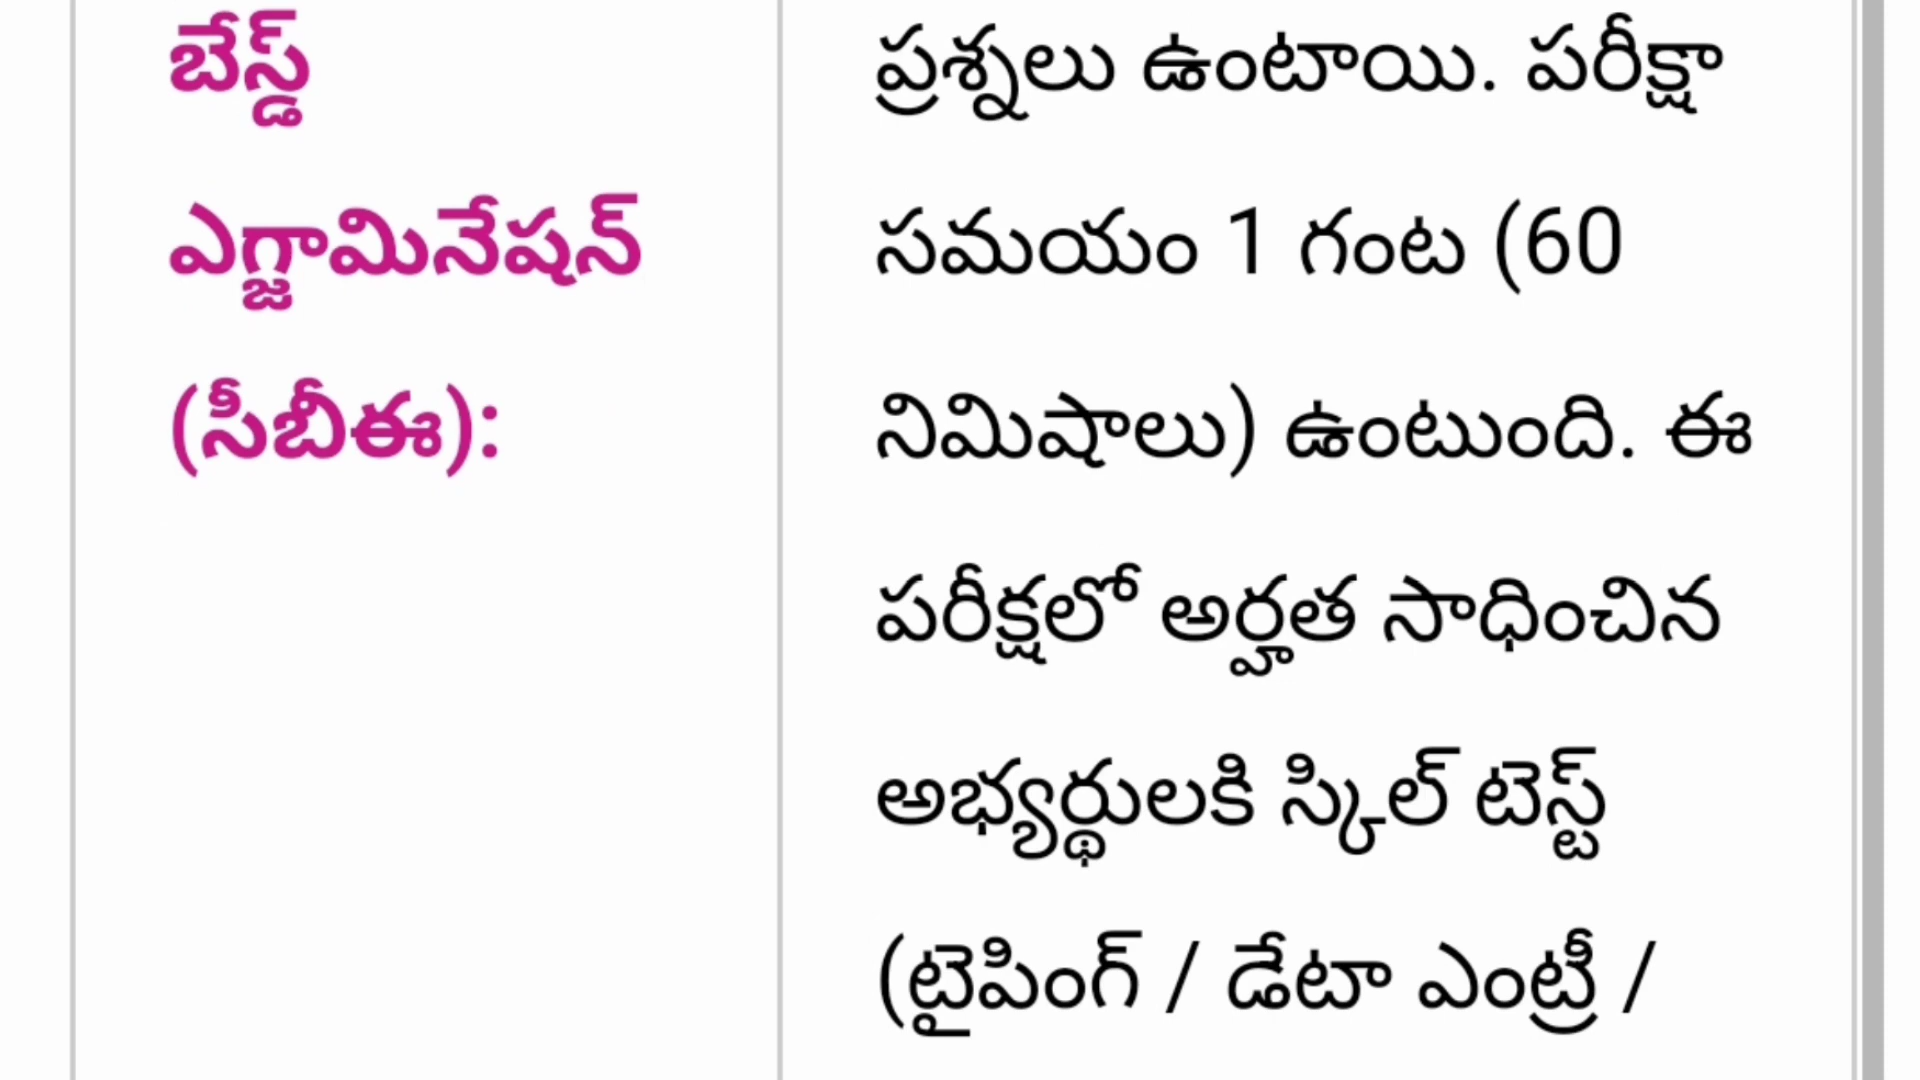 బేస్డ్
ఎగ్జామినేషన్
(సీబీఈ):
ప్రశ్నలు ఉంటాయి. పరీక్షా
సమయం 1 గంట (60
నిమిషాలు) ఉంటుంది. ఈ
పరీక్షలో అర్హత సాధించిన
అభ్యర్థులకి స్కిల్ టెస్ట్
(టైపింగ్ / డేటా ఎంట్రీ /